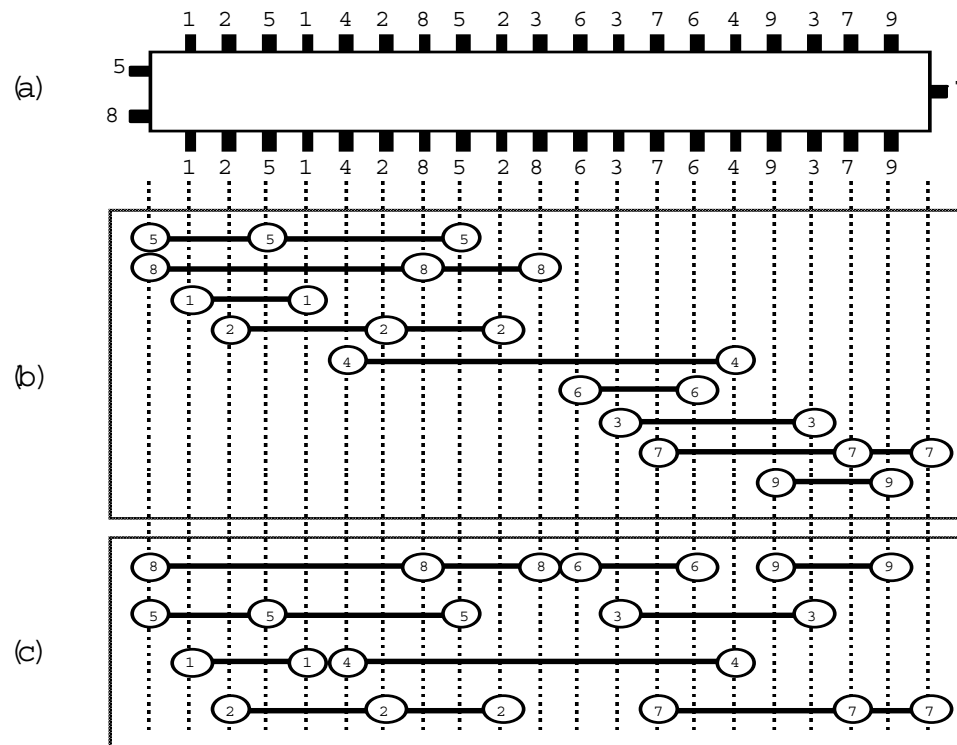 1 2 5 1 4 2 8 5 2 3 6 3 7 6 4 9 3 7 9
5
(a)
8
1 2 5 1 4 2 8 5 2 8 6 3 7 6 4 9 3 7 9
5 5 5
8 8 8
1 1
2 2 2
4 4
(b)
6 6
3 3
7 7 7
9 9
8 8 8 6 6 9 9
5 5 5 3 3
(c)
1 1 4 4
2 2 2 7 7 7